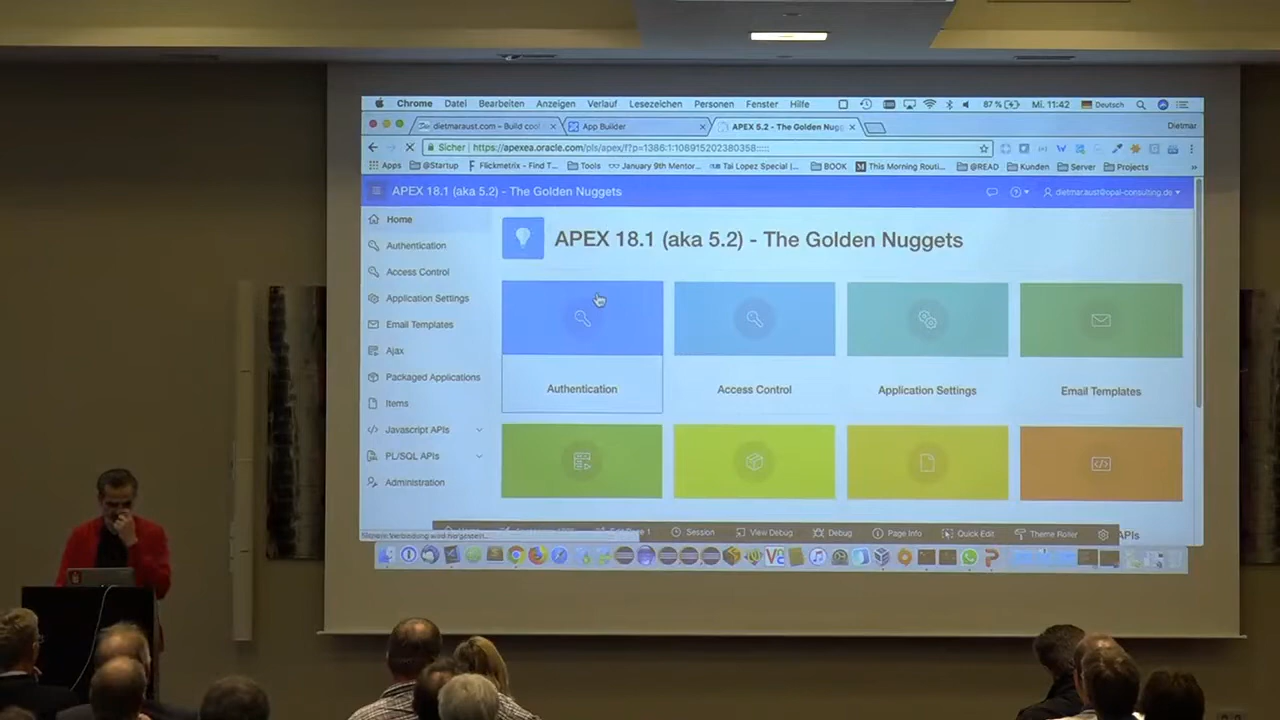 Chrome Datei Bearbeiten Anzeigen Verlauf Lesezeichen Personen Fenster Hilfe 87 % Mi. 11:42 Deutsch
dietmaraust.com – Build cool App Builder APEX 5.2 - The Golden Nugg Dietmar
Sicher https://apexea.oracle.com/pls/apex/f?p=1386:1:108915202380358:::::
Apps @Startup Flickmetrix - Find T... Tools January 9th Mentor... Tai Lopez Special |... BOOK This Morning Routi... @READ Kunden Server Projects »
APEX 18.1 (aka 5.2) - The Golden Nuggets dietmar.aust@opal-consulting.de
Home
Authentication
Access Control
Application Settings
Email Templates
Ajax
Packaged Applications
Items
Javascript APIs
PL/SQL APIs
Administration
APEX 18.1 (aka 5.2) - The Golden Nuggets
Authentication Access Control Application Settings Email Templates
Session View Debug Debug Page Info Quick Edit Theme Roller
APIs